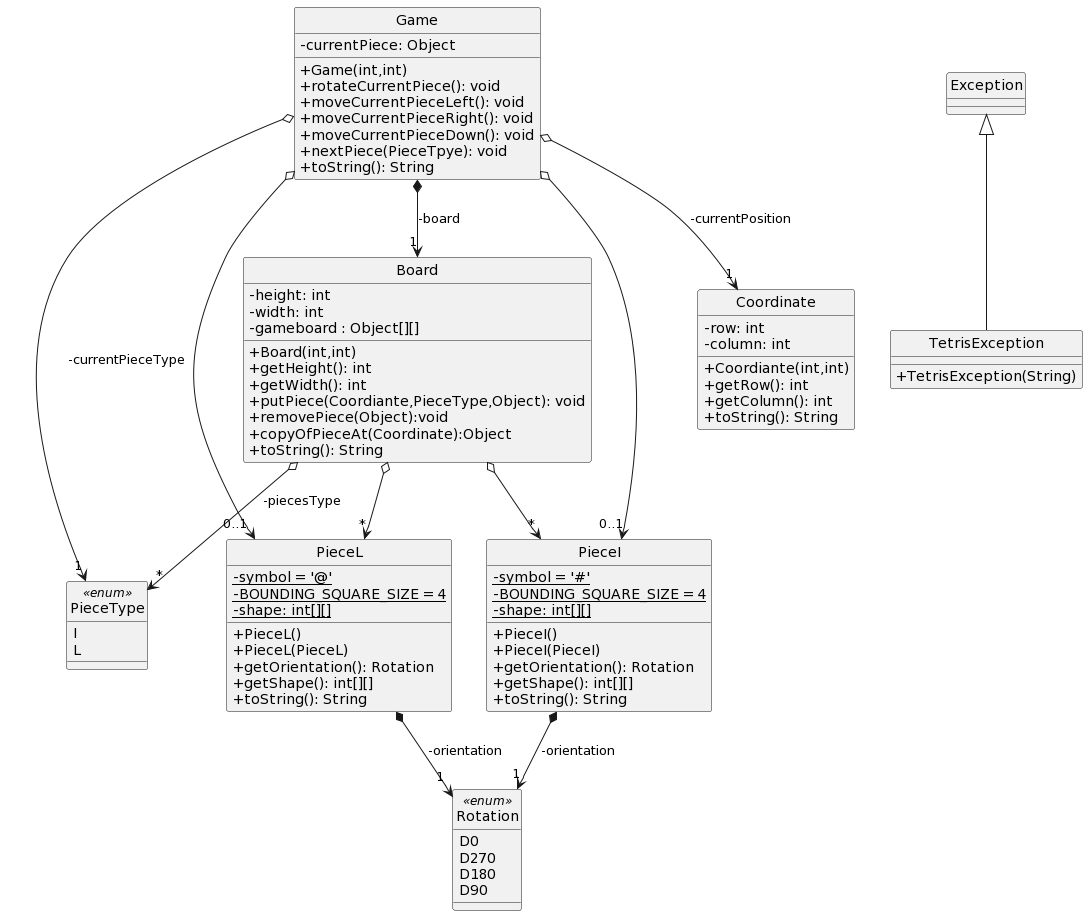 Game
-currentPiece: Object
+Game(int,int)
+rotateCurrentPiece(): void
+moveCurrentPieceLeft(): void
+moveCurrentPieceRight(): void
+moveCurrentPieceDown(): void
+nextPiece(PieceTpye): void
+toString(): String
Exception
-board
1
-currentPosition
1
Board
-height: int
-width: int
-gameboard : Object[][]
+Board(int,int)
+getHeight(): int
+getWidth(): int
+putPiece(Coordiante,PieceType,Object): void
+removePiece(Object):void
+copyOfPieceAt(Coordinate):Object
+toString(): String
Coordinate
-row: int
-column: int
+Coordiante(int,int)
+getRow(): int
+getColumn(): int
+toString(): String
TetrisException
+TetrisException(String)
-currentPieceType
-piecesType
0..1
*
*
0..1
1
*
«enum»
PieceType
I
L
PieceL
-symbol = '@'
-BOUNDING_SQUARE_SIZE = 4
-shape: int[][]
+PieceL()
+PieceL(PieceL)
+getOrientation(): Rotation
+getShape(): int[][]
+toString(): String
PieceI
-symbol = '#'
-BOUNDING_SQUARE_SIZE = 4
-shape: int[][]
+PieceI()
+PieceI(PieceI)
+getOrientation(): Rotation
+getShape(): int[][]
+toString(): String
-orientation
-orientation
1
1
«enum»
Rotation
D0
D270
D180
D90